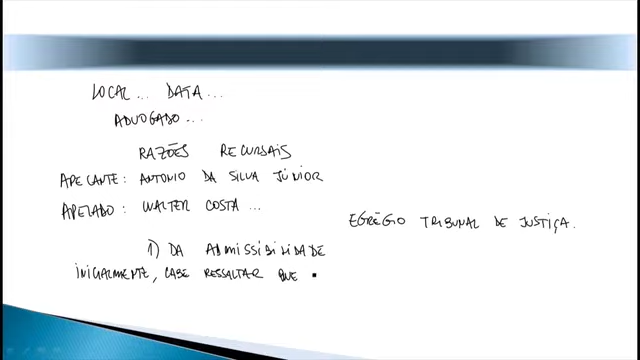 LOCAL... DATA...
ADVOGADO...
RAZÕES RECURSAIS
APELANTE: ANTONIO DA SILVA JÚNIOR
APELADO: WALTER COSTA...
EGRÉGIO TRIBUNAL DE JUSTIÇA.
1) DA ADMISSIBILIDADE
INICIALMENTE, CABE RESSALTAR QUE